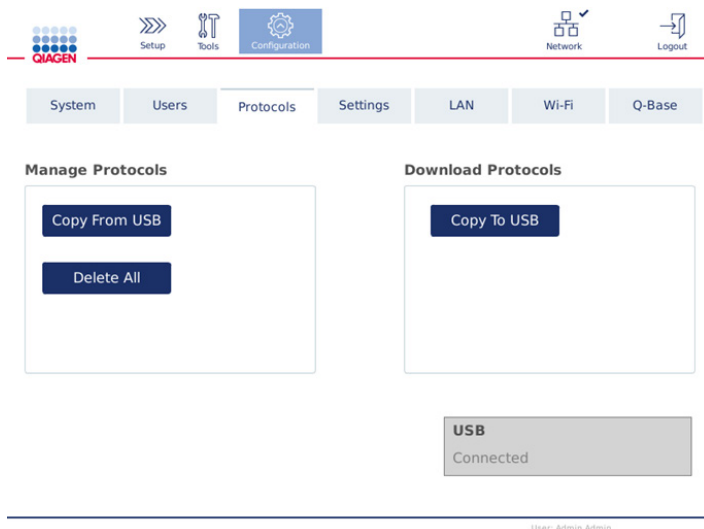 QIAGEN
Setup
Tools
Configuration
Network
Logout
System
Users
Protocols
Settings
LAN
Wi-Fi
Q-Base
Manage Protocols
Download Protocols
Copy From USB
Copy To USB
Delete All
USB
Connected
User: Admin Admin